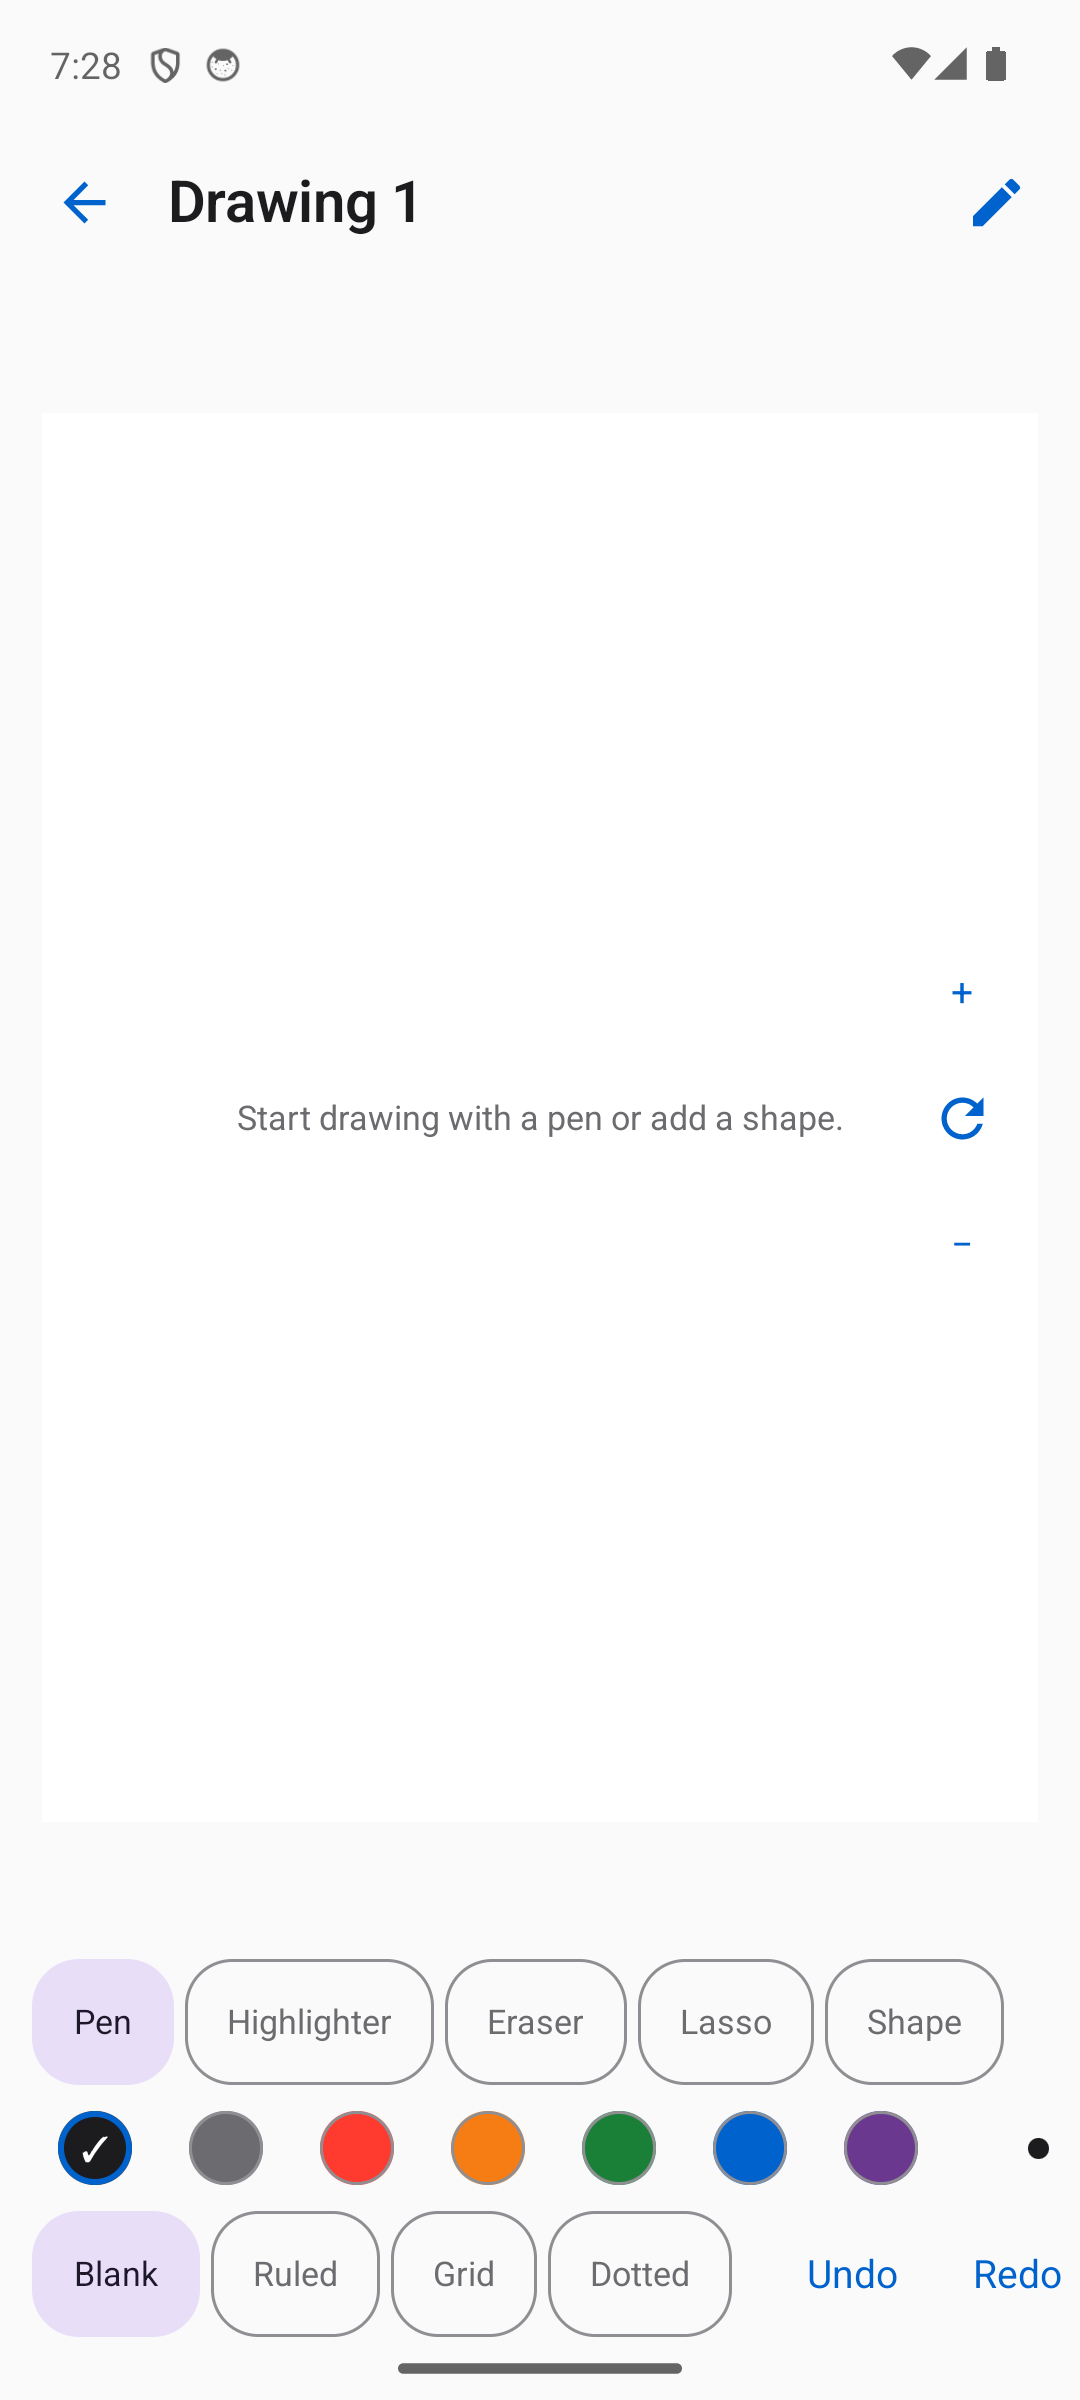 7:28
Drawing 1
+
Start drawing with a pen or add a shape.
−
Pen Highlighter Eraser Lasso Shape
✓
Blank Ruled Grid Dotted Undo Redo